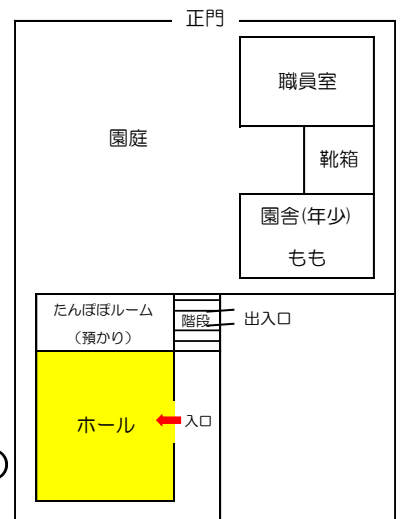 正門
職員室
園庭
靴箱
園舎(年少)
もも
たんぽぽルーム
(預かり)
階段
出入口
ホール
入口